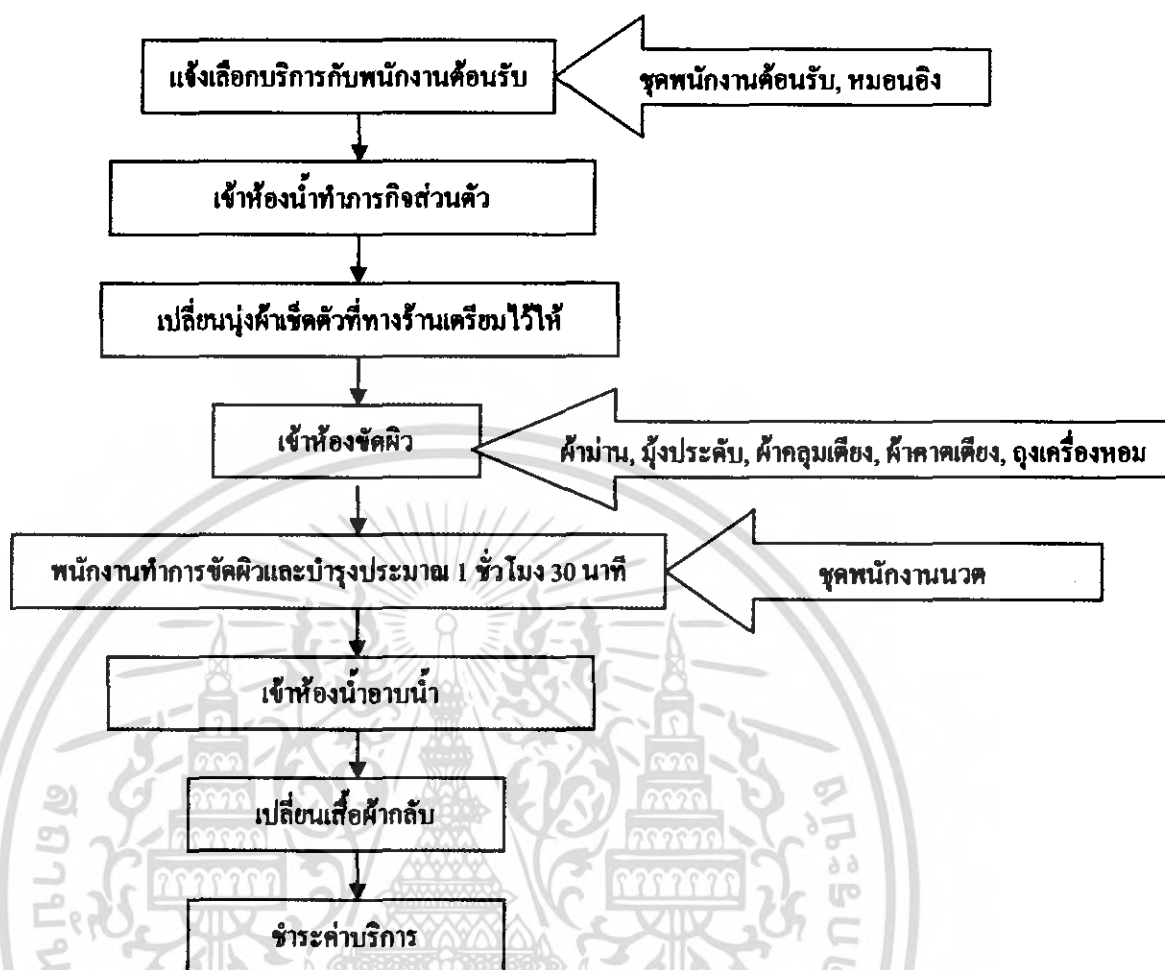 แจ้งเลือกบริการกับพนักงานต้อนรับ
ชุดพนักงานต้อนรับ, หมอนอิง
เข้าห้องน้ำทำภารกิจส่วนตัว
เปลี่ยนนุ่งผ้าเช็ดตัวที่ทางร้านเตรียมไว้ให้
เข้าห้องขัดผิว
ผ้าม่าน, มุ้งประดับ, ผ้าคลุมเตียง, ผ้าคาดเตียง, ถุงเครื่องหอม
พนักงานทำการขัดผิวและบำรุงประมาณ 1 ชั่วโมง 30 นาที
ชุดพนักงานนวด
เข้าห้องน้ำอาบน้ำ
เปลี่ยนเสื้อผ้ากลับ
ชำระค่าบริการ